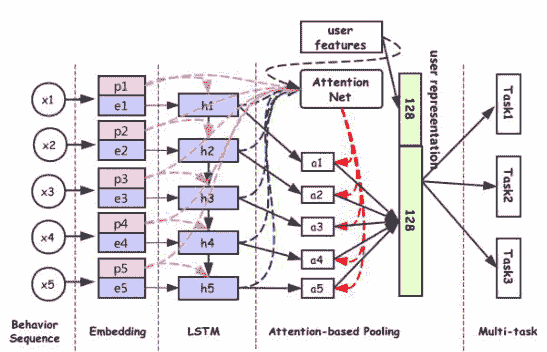 user
features
Attention
Net
user representation
128
128
x1
x2
x3
x4
x5
p1
e1
p2
e2
p3
e3
p4
e4
p5
e5
h1
h2
h3
h4
h5
a1
a2
a3
a4
a5
Task1
Task2
Task3
Behavior
Sequence
Embedding
LSTM
Attention-based Pooling
Multi-task